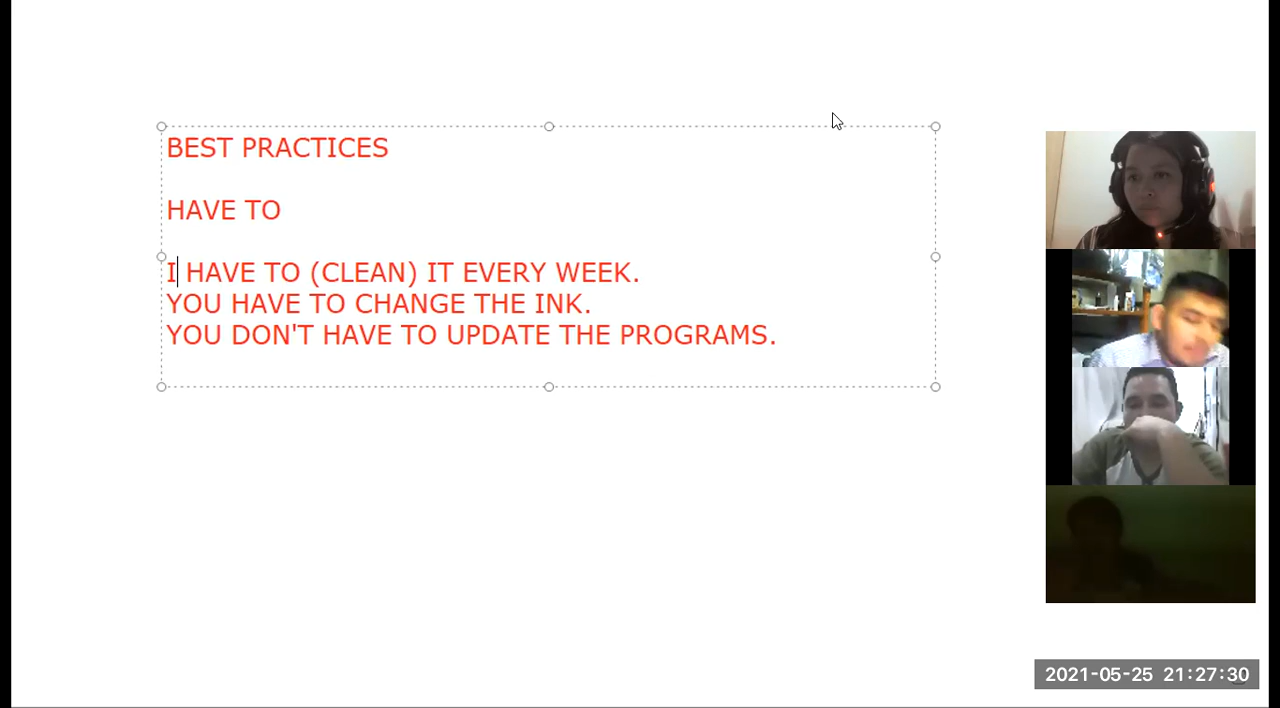 BEST PRACTICES
HAVE TO
I HAVE TO (CLEAN) IT EVERY WEEK.
YOU HAVE TO CHANGE THE INK.
YOU DON'T HAVE TO UPDATE THE PROGRAMS.
2021-05-25 21:27:30